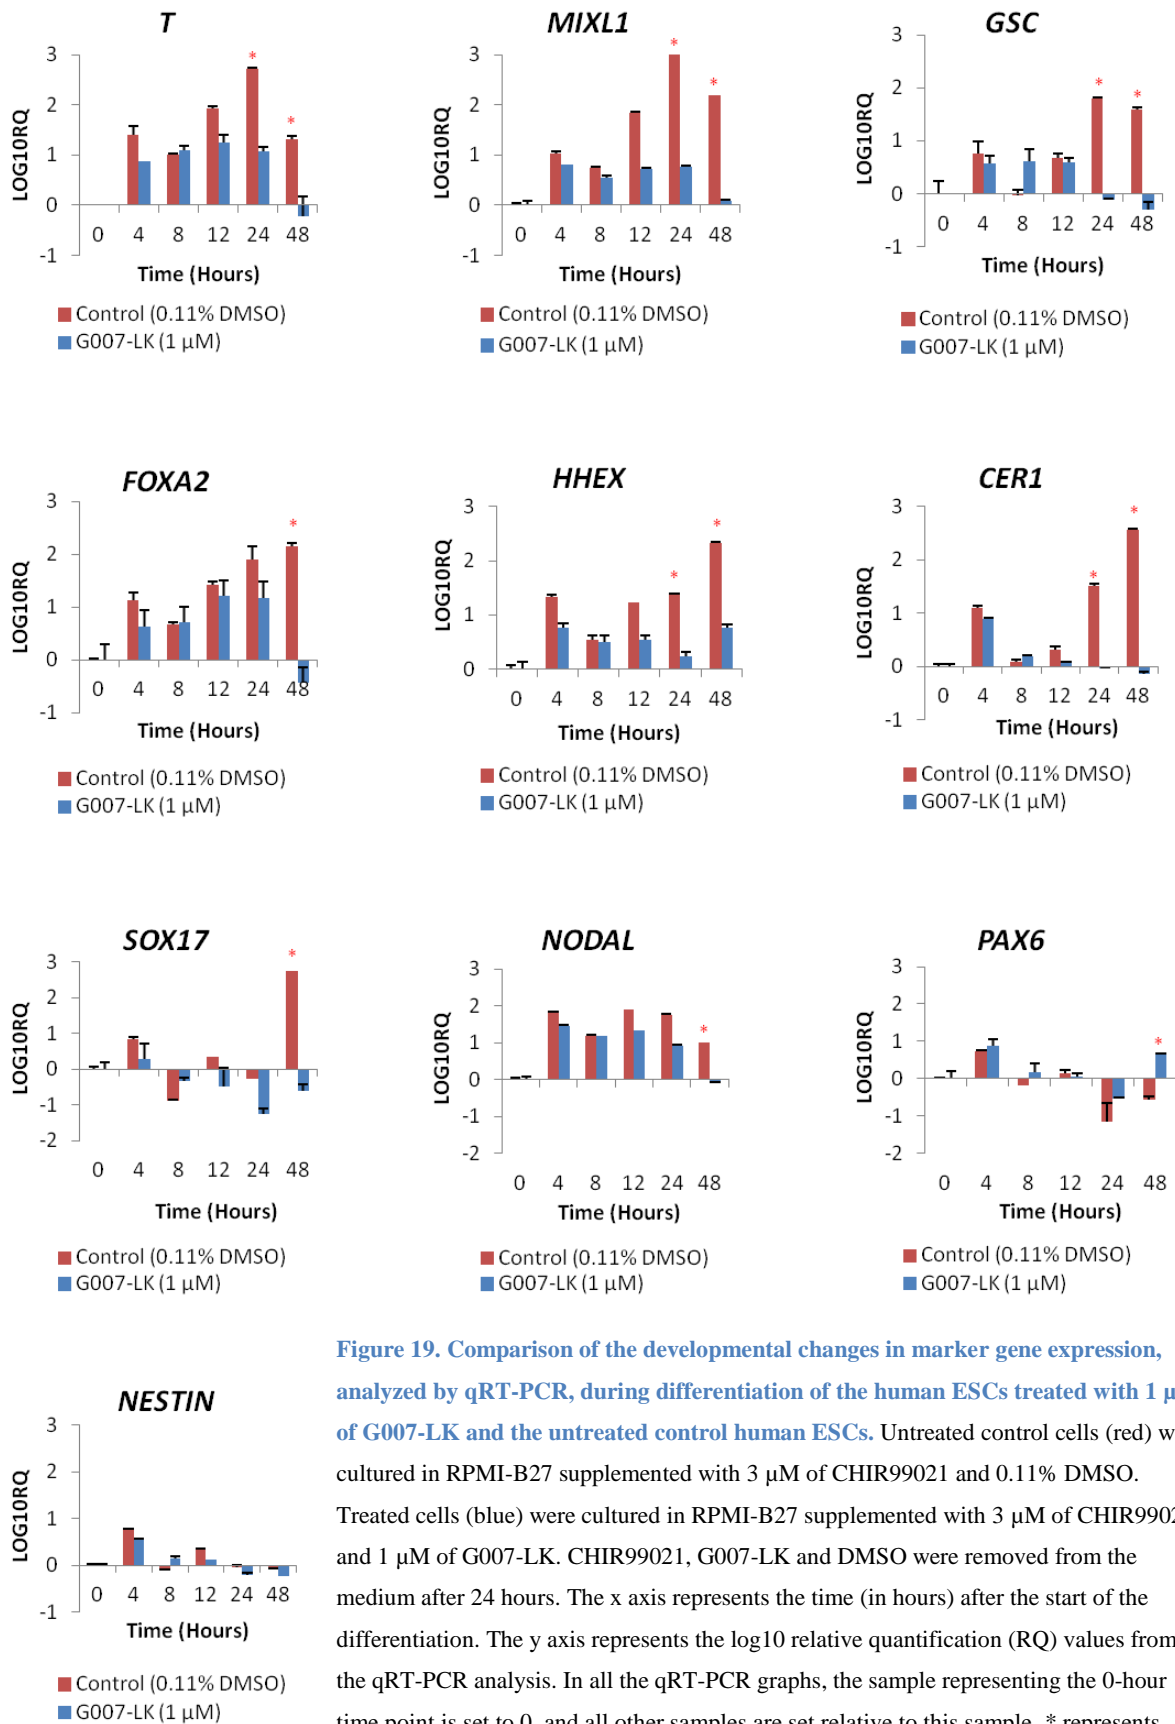 T
3
2
1
0
-1
LOG10RQ
0 4 8 12 24 48
* *
Time (Hours)
Control (0.11% DMSO)
G007-LK (1 µM)
MIXL1
3
2
1
0
-1
LOG10RQ
0 4 8 12 24 48
* *
Time (Hours)
Control (0.11% DMSO)
G007-LK (1 µM)
GSC
3
2
1
0
-1
LOG10RQ
0 4 8 12 24 48
* *
Time (Hours)
Control (0.11% DMSO)
G007-LK (1 µM)
FOXA2
3
2
1
0
-1
LOG10RQ
0 4 8 12 24 48
*
Time (Hours)
Control (0.11% DMSO)
G007-LK (1 µM)
HHEX
3
2
1
0
LOG10RQ
0 4 8 12 24 48
* *
Time (Hours)
Control (0.11% DMSO)
G007-LK (1 µM)
CER1
3
2
1
0
-1
LOG10RQ
0 4 8 12 24 48
* *
Time (Hours)
Control (0.11% DMSO)
G007-LK (1 µM)
SOX17
3
2
1
0
-1
-2
LOG10RQ
0 4 8 12 24 48
*
Time (Hours)
Control (0.11% DMSO)
G007-LK (1 µM)
NODAL
3
2
1
0
-1
-2
LOG10RQ
0 4 8 12 24 48
*
Time (Hours)
Control (0.11% DMSO)
G007-LK (1 µM)
PAX6
3
2
1
0
-1
-2
LOG10RQ
0 4 8 12 24 48
*
Time (Hours)
Control (0.11% DMSO)
G007-LK (1 µM)
NESTIN
3
2
1
0
-1
LOG10RQ
0 4 8 12 24 48
Time (Hours)
Control (0.11% DMSO)
G007-LK (1 µM)
Figure 19. Comparison of the developmental changes in marker gene expression,
analyzed by qRT-PCR, during differentiation of the human ESCs treated with 1 µ
of G007-LK and the untreated control human ESCs. Untreated control cells (red) w
cultured in RPMI-B27 supplemented with 3 µM of CHIR99021 and 0.11% DMSO.
Treated cells (blue) were cultured in RPMI-B27 supplemented with 3 µM of CHIR9902
and 1 µM of G007-LK. CHIR99021, G007-LK and DMSO were removed from the
medium after 24 hours. The x axis represents the time (in hours) after the start of the
differentiation. The y axis represents the log10 relative quantification (RQ) values from
the qRT-PCR analysis. In all the qRT-PCR graphs, the sample representing the 0-hour
time point is set to 0, and all other samples are set relative to this sample. * represents